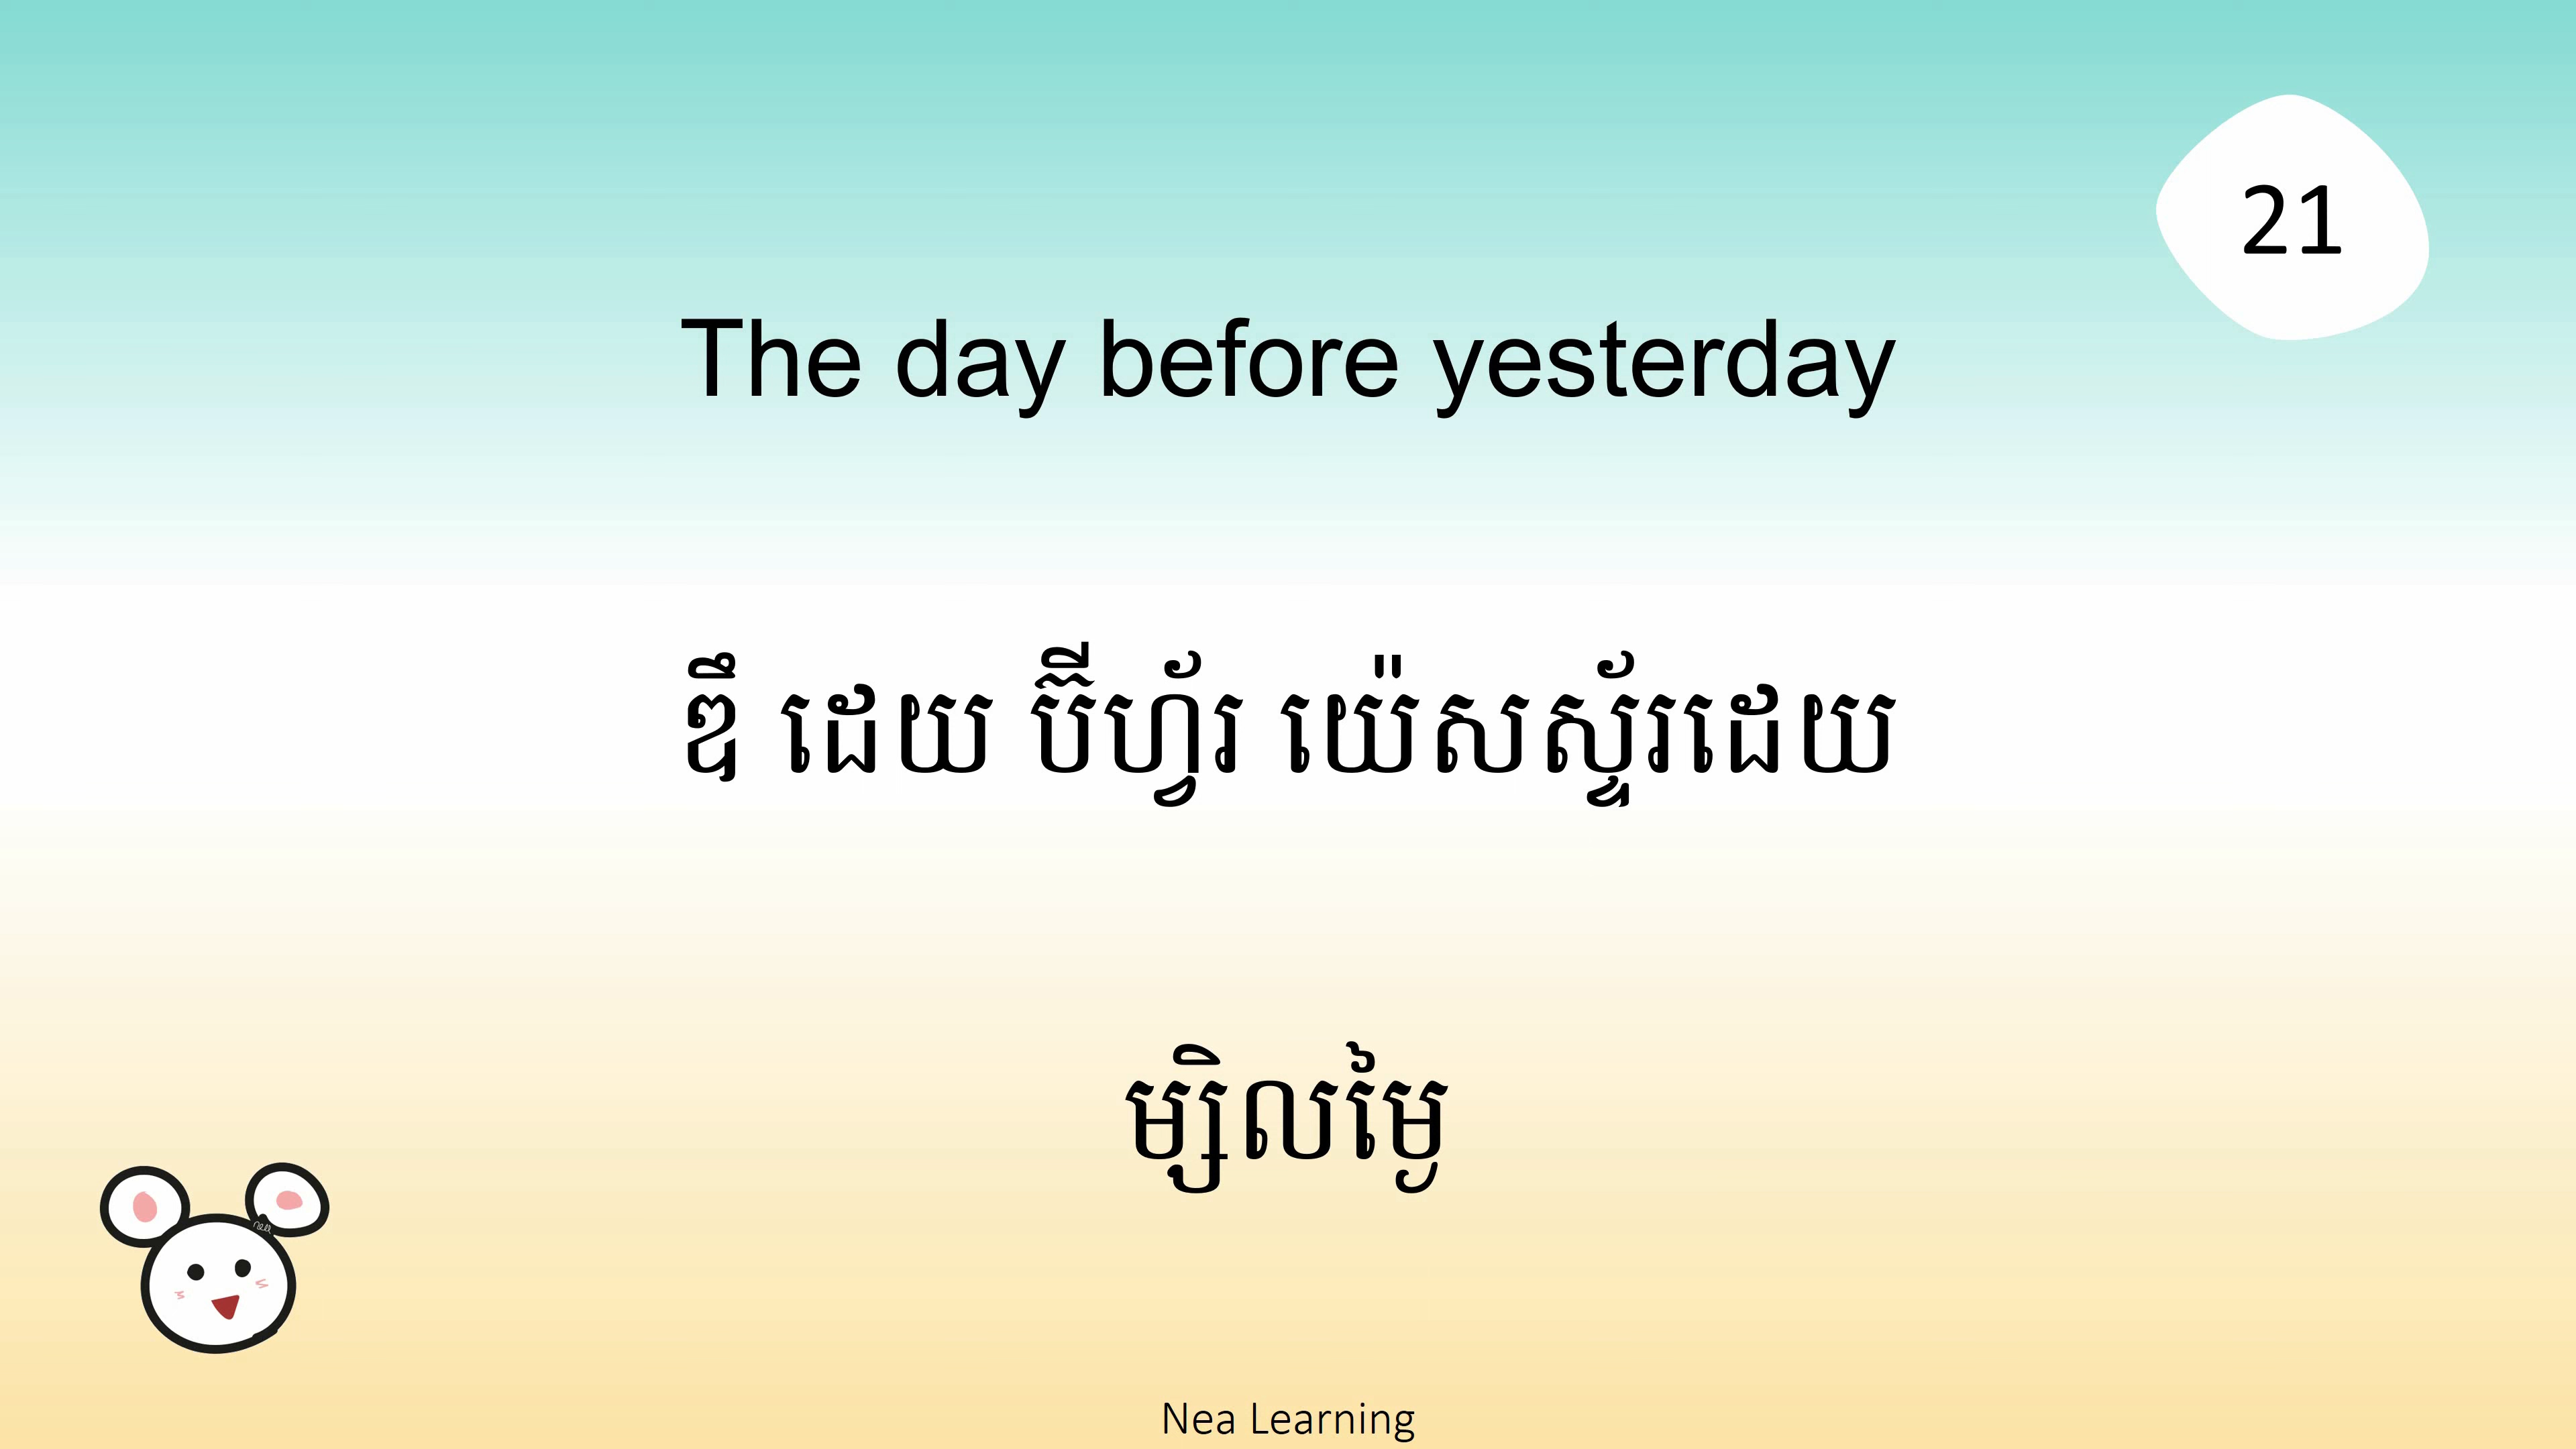 21
The day before yesterday
ឌឹ ដេយ ប៊ីហ្វ័រ យ៉េសស្ទ័រដេយ
ម្សិលម្ង៉ៃ
nea
Nea Learning